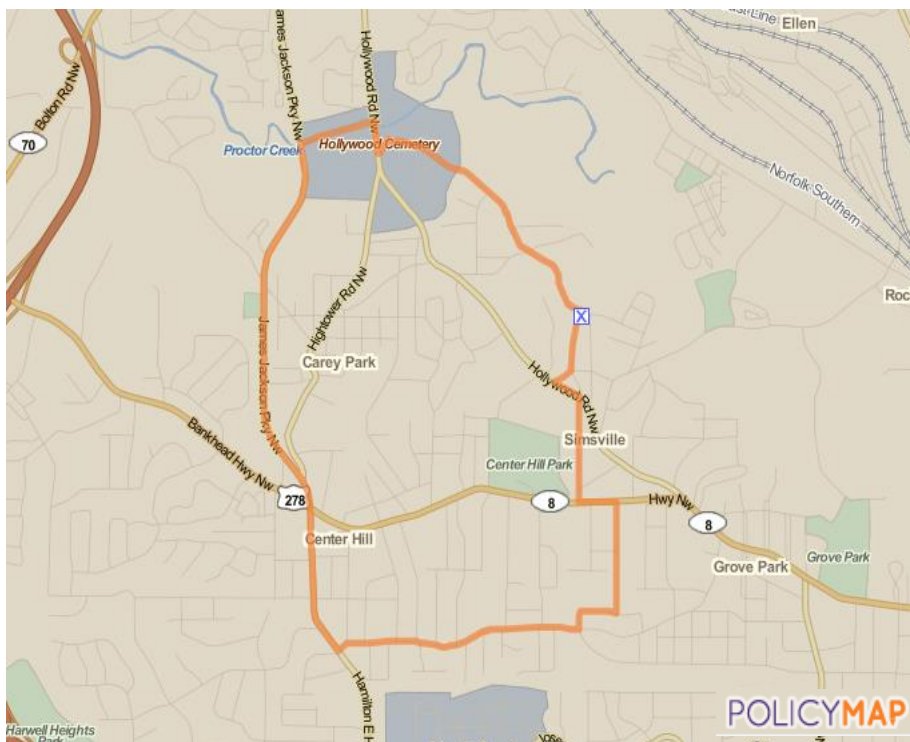 ast-Line
Ellen
Bolton Rd Nw
70
James Jackson Pky Nw
Hollywood Rd Nw
Proctor Creek
Hollywood Cemetery
Norfolk-Southern
Roc
Hightower Rd Nw
James Jackson Pky Nw
Carey Park
Hollywood Rd Nw
Bankhead Hwy Nw
Simsville
Center Hill Park
278
8
Hwy Nw
8
Center Hill
Grove Park
Grove Park
Hamilton E H
Harwell Heights
Park
POLICYMAP